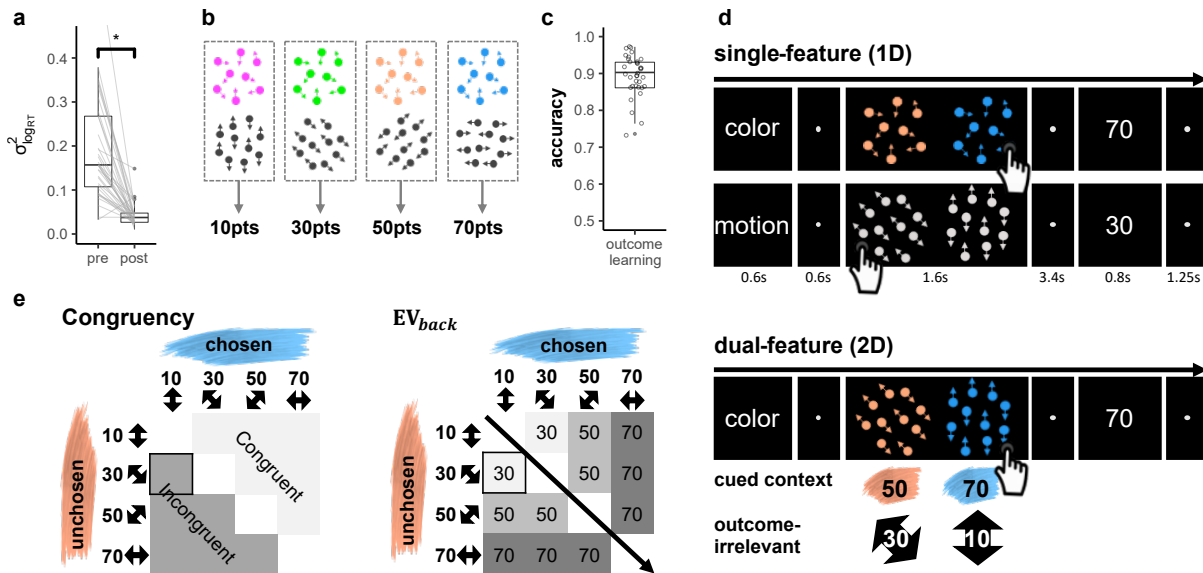 a
*
0.4
0.3
0.2
0.1
0.0
σ²logRT
pre post
b
10pts 30pts 50pts 70pts
c
1.0
0.9
0.8
0.7
0.6
0.5
accuracy
outcome
learning
d
single-feature (1D)
color 70
motion 30
0.6s 0.6s 1.6s 3.4s 0.8s 1.25s
dual-feature (2D)
color 70
cued context 50 70
outcome-
irrelevant 30 10
e
Congruency
chosen
10 30 50 70
unchosen
10
30
50
70
Congruent
Incongruent
EVback
chosen
10 30 50 70
unchosen
10 30 50 70
30 30 50 70
50 50 50 70
70 70 70 70